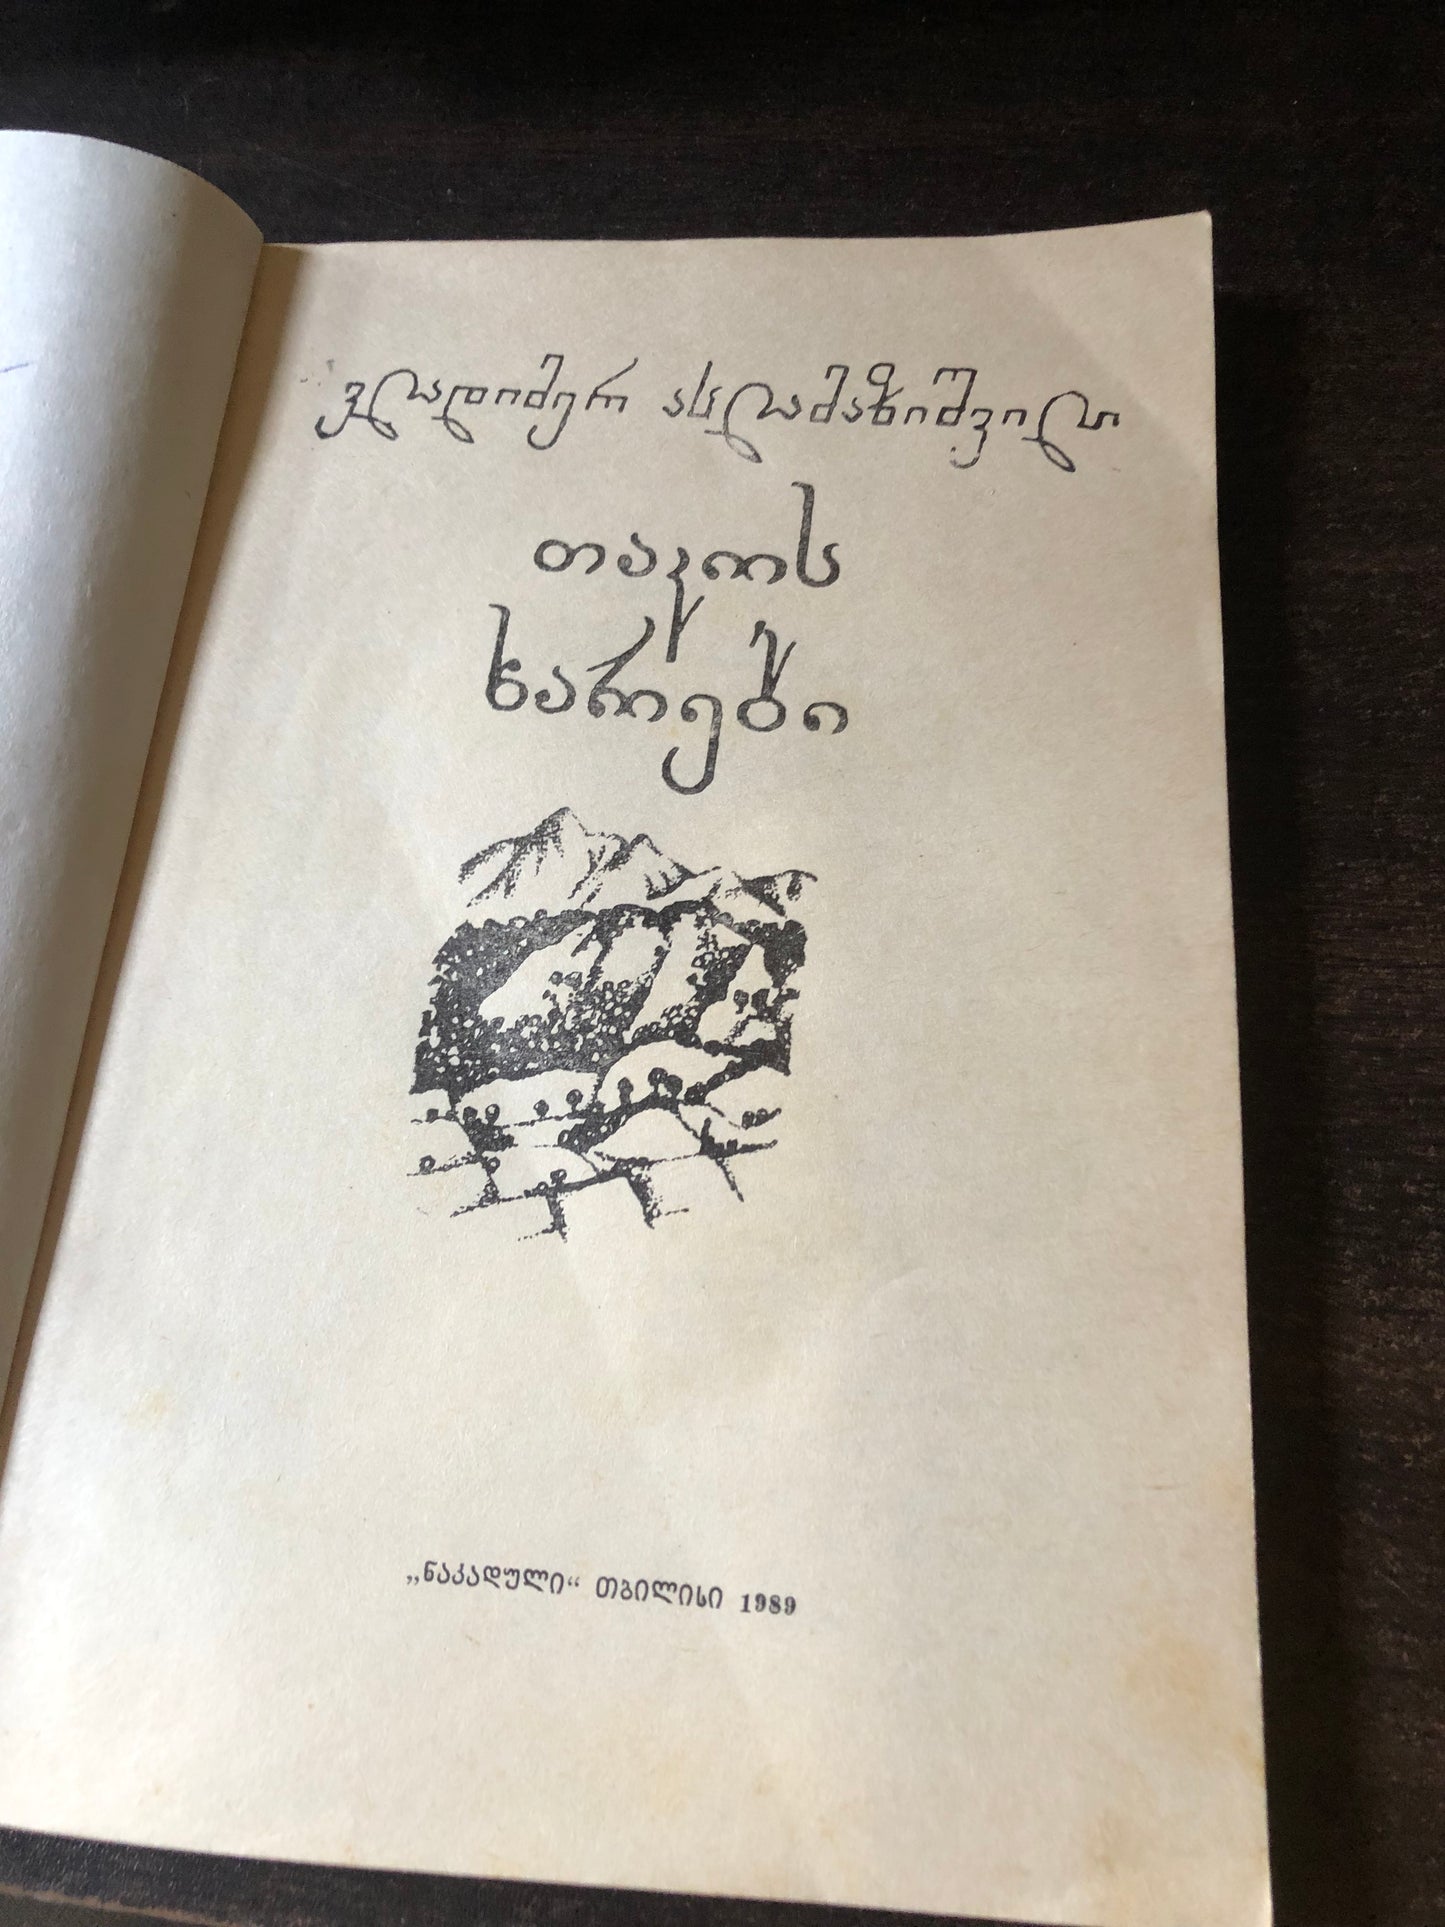 ვლადიმერ ასლამაზიშვილი
თაკოს
ხარები
„ნაკადული“ თბილისი 1989